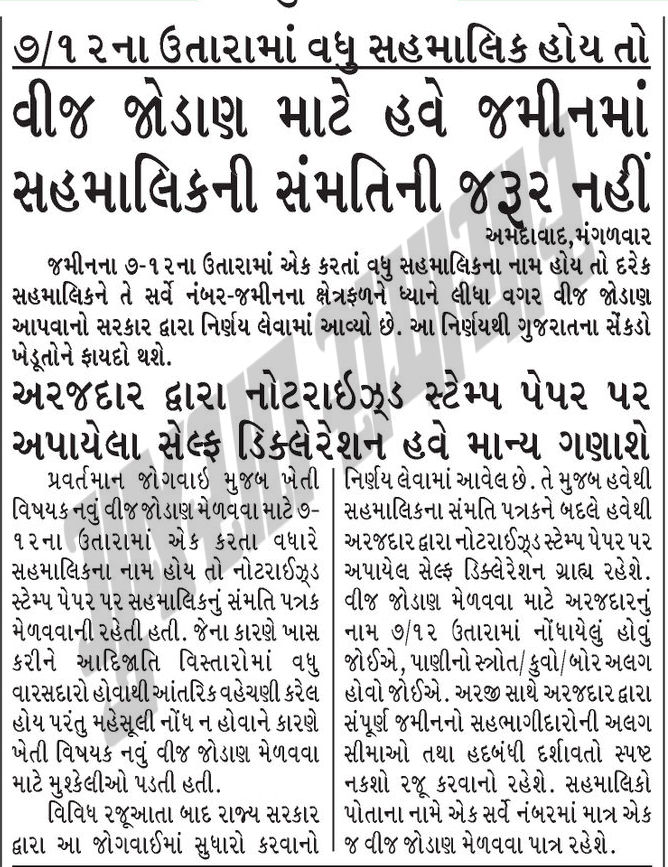 ૭/૧૨ના ઉતારામાં વધુ સહમાલિક હોય તો
વીજ જોડાણ માટે હવે જમીનમાં
સહમાલિકની સંમતિની જરૂર નહીં
અમદાવાદ,મંગળવાર
જમીનના ૭-૧૨ના ઉતારામાં એક કરતાં વધુ સહમાલિકના નામ હોય તો દરેક
સહમાલિકને તે સર્વે નંબર-જમીનના ક્ષેત્રફળને ધ્યાને લીધા વગર વીજ જોડાણ
આપવાનો સરકાર દ્વારા નિર્ણય લેવામાં આવ્યો છે. આ નિર્ણયથી ગુજરાતના સેંકડો
ખેડૂતોને ફાયદો થશે.
અરજદાર દ્વારા નોટરાઈઝ્ડ સ્ટેમ્પ પેપર પર
અપાયેલા સેલ્ફ ડિક્લેરેશન હવે માન્ય ગણાશે
પ્રવર્તમાન જોગવાઈ મુજબ ખેતી
વિષયક નવું વીજ જોડાણ મેળવવા માટે ૭-
૧૨ના ઉતારામાં એક કરતા વધારે
સહમાલિકના નામ હોય તો નોટરાઈઝ્ડ
સ્ટેમ્પ પેપર પર સહમાલિકનું સંમતિ પત્રક
મેળવવાની રહેતી હતી. જેના કારણે ખાસ
કરીને આદિજાતિ વિસ્તારોમાં વધુ
વારસદારો હોવાથી આંતરિક વહેચણી કરેલ
હોય પરંતુ મહેસૂલી નોંધ ન હોવાને કારણે
ખેતી વિષયક નવું વીજ જોડાણ મેળવવા
માટે મુશ્કેલીઓ પડતી હતી.
વિવિધ રજૂઆતા બાદ રાજ્ય સરકાર
દ્વારા આ જોગવાઈમાં સુધારો કરવાનો
નિર્ણય લેવામાં આવેલ છે. તે મુજબ હવેથી
સહમાલિકના સંમતિ પત્રકને બદલે હવેથી
અરજદાર દ્વારા નોટરાઈઝ્ડ સ્ટેમ્પ પેપર પર
અપાયેલ સેલ્ફ ડિક્લેરેશન ગ્રાહ્ય રહેશે.
વીજ જોડાણ મેળવવા માટે અરજદારનું
નામ ૭/૧૨ ઉતારામાં નોંધાયેલું હોવું
જોઈએ, પાણીનો સ્ત્રોત/કુવો/બોર અલગ
હોવો જોઈએ. અરજી સાથે અરજદાર દ્વારા
સંપૂર્ણ જમીનનો સહભાગીદારોની અલગ
સીમાઓ તથા હદબંધી દર્શાવતો સ્પષ્ટ
નકશો રજૂ કરવાનો રહેશે. સહમાલિકો
પોતાના નામે એક સર્વે નંબરમાં માત્ર એક
જ વીજ જોડાણ મેળવવા પાત્ર રહેશે.